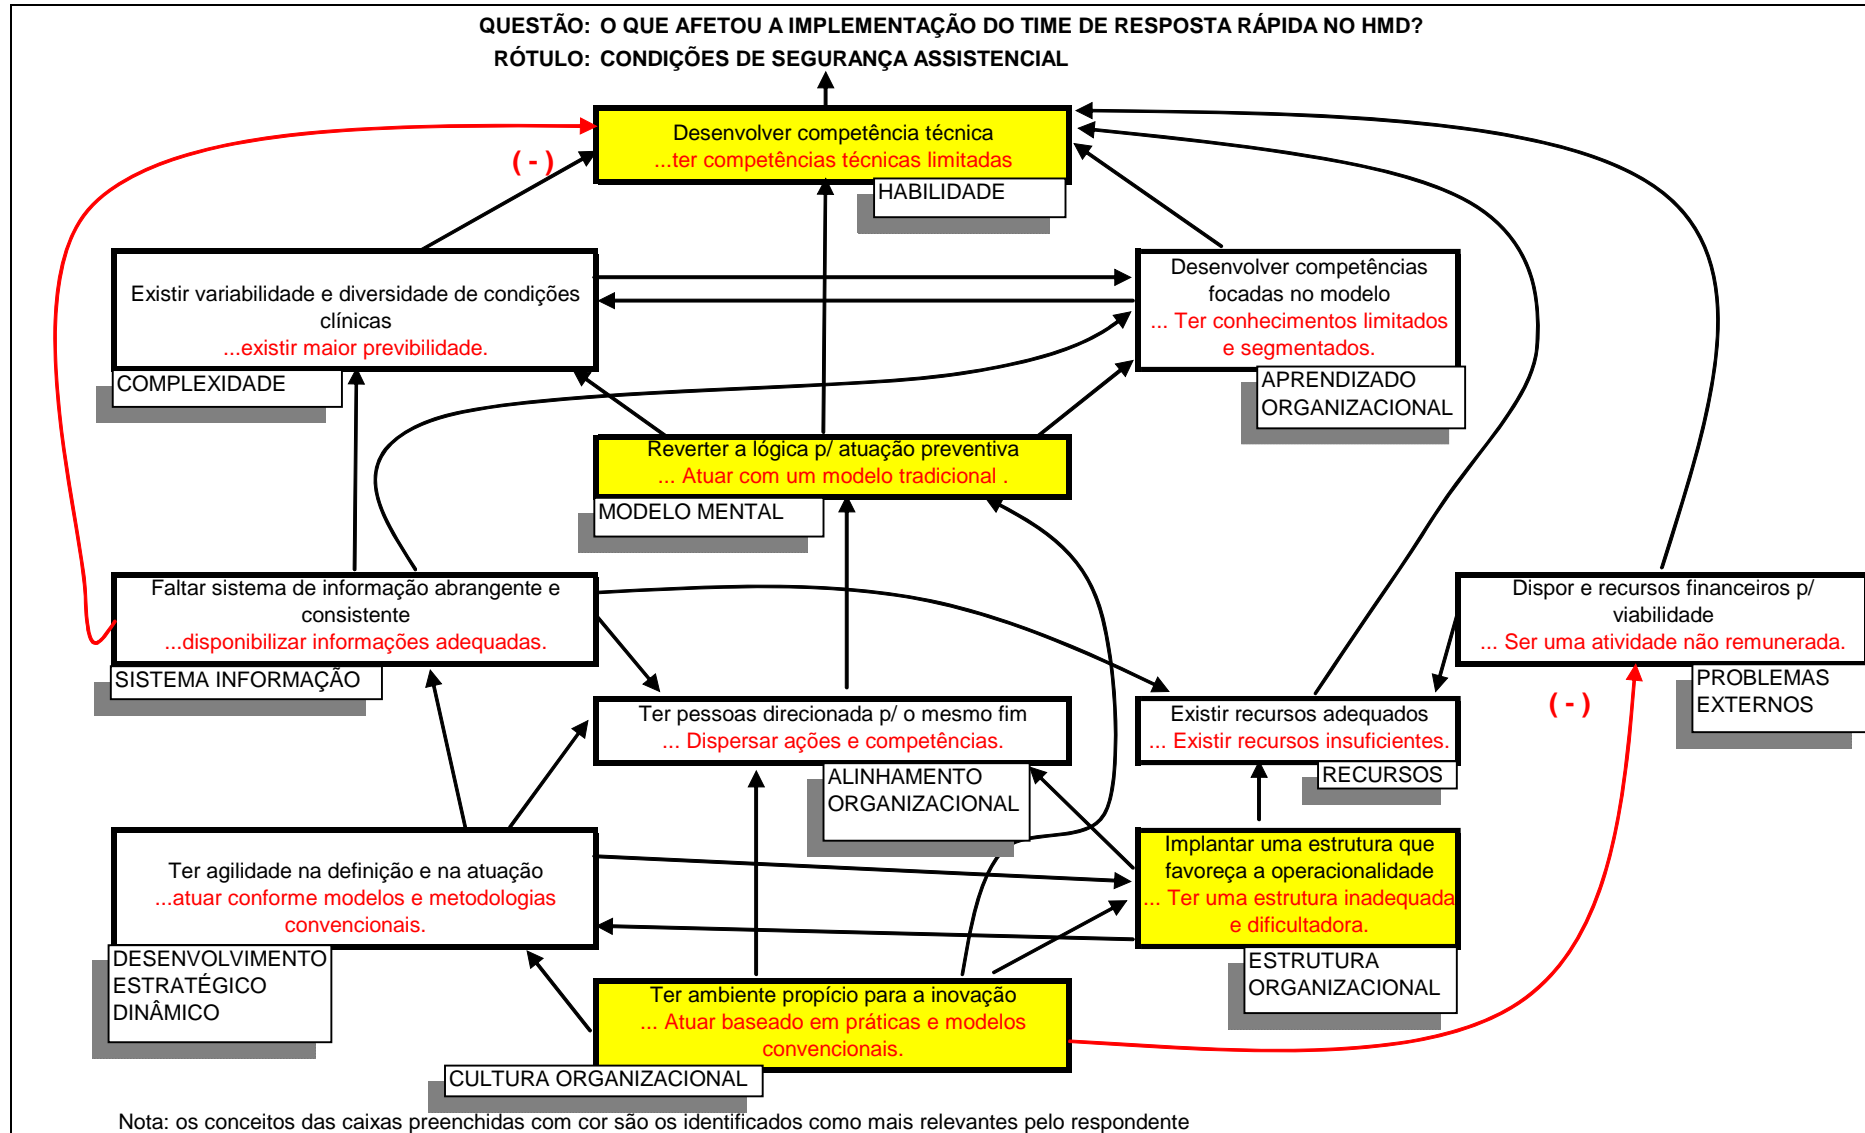 QUESTÃO: O QUE AFETOU A IMPLEMENTAÇÃO DO TIME DE RESPOSTA RÁPIDA NO HMD?
RÓTULO: CONDIÇÕES DE SEGURANÇA ASSISTENCIAL
Desenvolver competência técnica
...ter competências técnicas limitadas
HABILIDADE
( - )
Existir variabilidade e diversidade de condições
clínicas
...existir maior previbilidade.
COMPLEXIDADE
Desenvolver competências
focadas no modelo
... Ter conhecimentos limitados
e segmentados.
APRENDIZADO
ORGANIZACIONAL
Reverter a lógica p/ atuação preventiva
... Atuar com um modelo tradicional .
MODELO MENTAL
Faltar sistema de informação abrangente e
consistente
...disponibilizar informações adequadas.
SISTEMA INFORMAÇÃO
Dispor e recursos financeiros p/
viabilidade
... Ser uma atividade não remunerada.
PROBLEMAS
EXTERNOS
( - )
Ter pessoas direcionada p/ o mesmo fim
... Dispersar ações e competências.
ALINHAMENTO
ORGANIZACIONAL
Existir recursos adequados
... Existir recursos insuficientes.
RECURSOS
Ter agilidade na definição e na atuação
...atuar conforme modelos e metodologias
convencionais.
DESENVOLVIMENTO
ESTRATÉGICO
DINÂMICO
Implantar uma estrutura que
favoreça a operacionalidade
... Ter uma estrutura inadequada
e dificultadora.
ESTRUTURA
ORGANIZACIONAL
Ter ambiente propício para a inovação
... Atuar baseado em práticas e modelos
convencionais.
CULTURA ORGANIZACIONAL
Nota: os conceitos das caixas preenchidas com cor são os identificados como mais relevantes pelo respondente